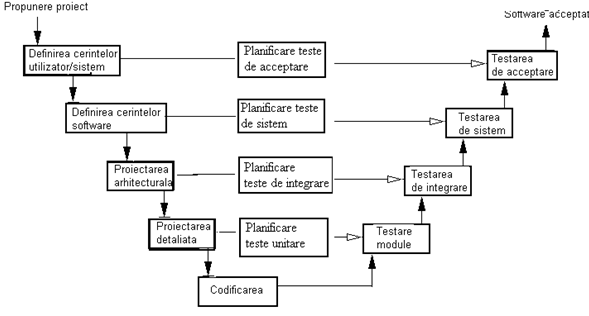 Propunere proiect
Software acceptat
Definirea cerintelor
utilizator/sistem
Planificare teste
de acceptare
Testarea
de acceptare
Definirea cerintelor
software
Planificare teste
de sistem
Testarea
de sistem
Proiectarea
arhitecturala
Planificare
teste de integrare
Testarea
de integrare
Proiectarea
detaliata
Planificare
teste unitare
Testare
module
Codificarea